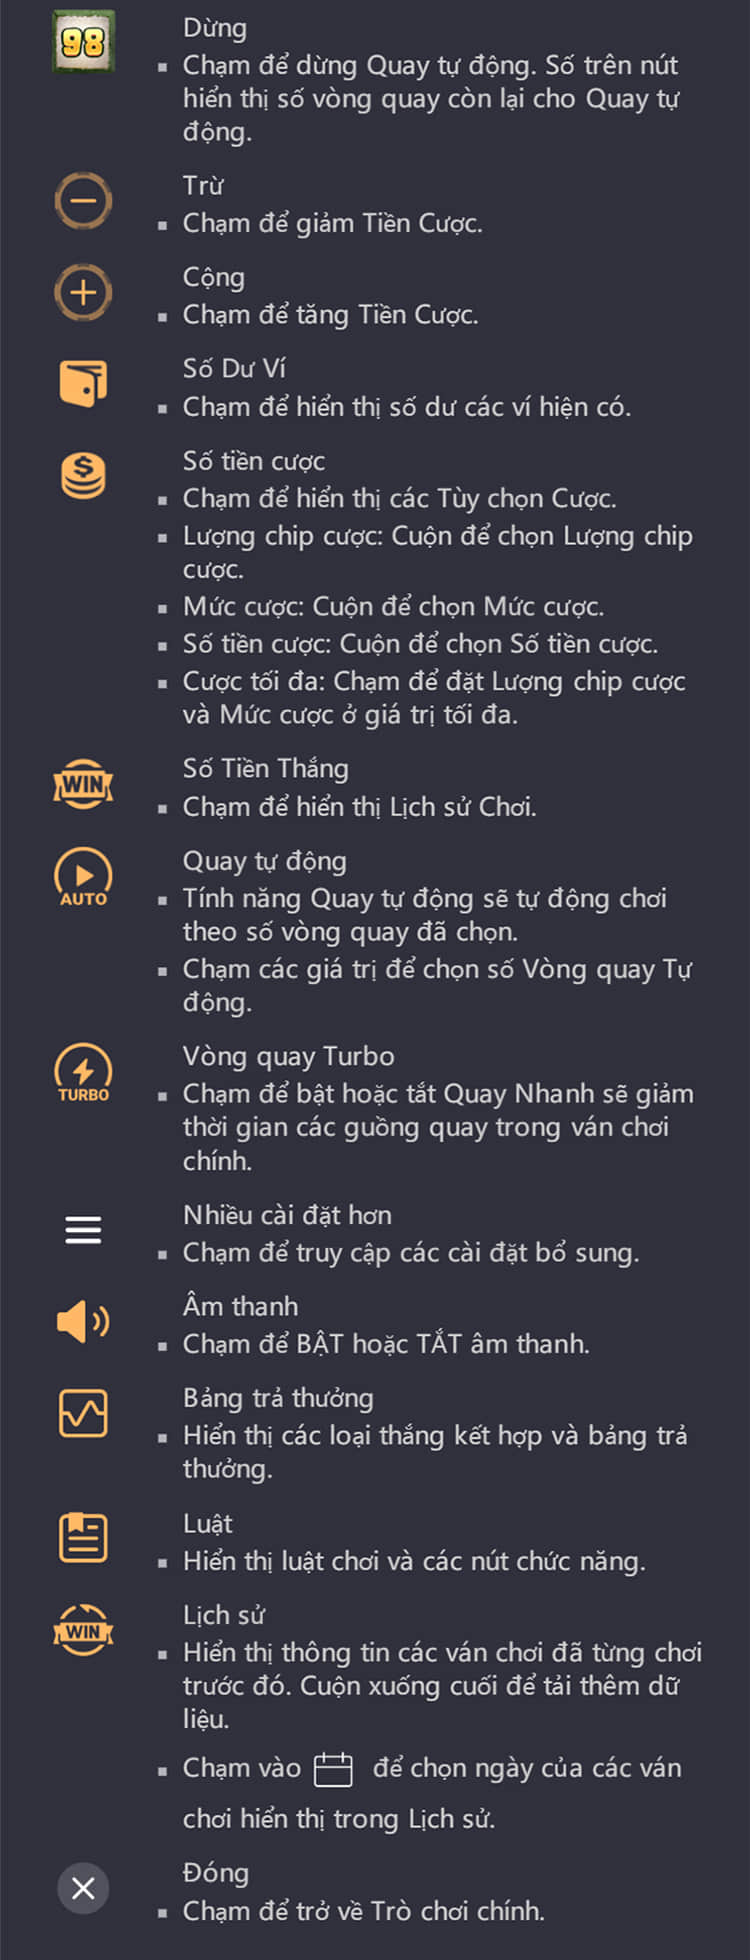 98
Dừng
▪ Chạm để dừng Quay tự động. Số trên nút
hiển thị số vòng quay còn lại cho Quay tự
động.
Trừ
▪ Chạm để giảm Tiền Cược.
Cộng
▪ Chạm để tăng Tiền Cược.
Số Dư Ví
▪ Chạm để hiển thị số dư các ví hiện có.
Số tiền cược
▪ Chạm để hiển thị các Tùy chọn Cược.
▪ Lượng chip cược: Cuộn để chọn Lượng chip
cược.
▪ Mức cược: Cuộn để chọn Mức cược.
▪ Số tiền cược: Cuộn để chọn Số tiền cược.
▪ Cược tối đa: Chạm để đặt Lượng chip cược
và Mức cược ở giá trị tối đa.
WIN
Số Tiền Thắng
▪ Chạm để hiển thị Lịch sử Chơi.
AUTO
Quay tự động
▪ Tính năng Quay tự động sẽ tự động chơi
theo số vòng quay đã chọn.
▪ Chạm các giá trị để chọn số Vòng quay Tự
động.
TURBO
Vòng quay Turbo
▪ Chạm để bật hoặc tắt Quay Nhanh sẽ giảm
thời gian các guồng quay trong ván chơi
chính.
Nhiều cài đặt hơn
▪ Chạm để truy cập các cài đặt bổ sung.
Âm thanh
▪ Chạm để BẬT hoặc TẮT âm thanh.
Bảng trả thưởng
▪ Hiển thị các loại thắng kết hợp và bảng trả
thưởng.
Luật
▪ Hiển thị luật chơi và các nút chức năng.
WIN
Lịch sử
▪ Hiển thị thông tin các ván chơi đã từng chơi
trước đó. Cuộn xuống cuối để tải thêm dữ
liệu.
▪ Chạm vào để chọn ngày của các ván
chơi hiển thị trong Lịch sử.
Đóng
▪ Chạm để trở về Trò chơi chính.